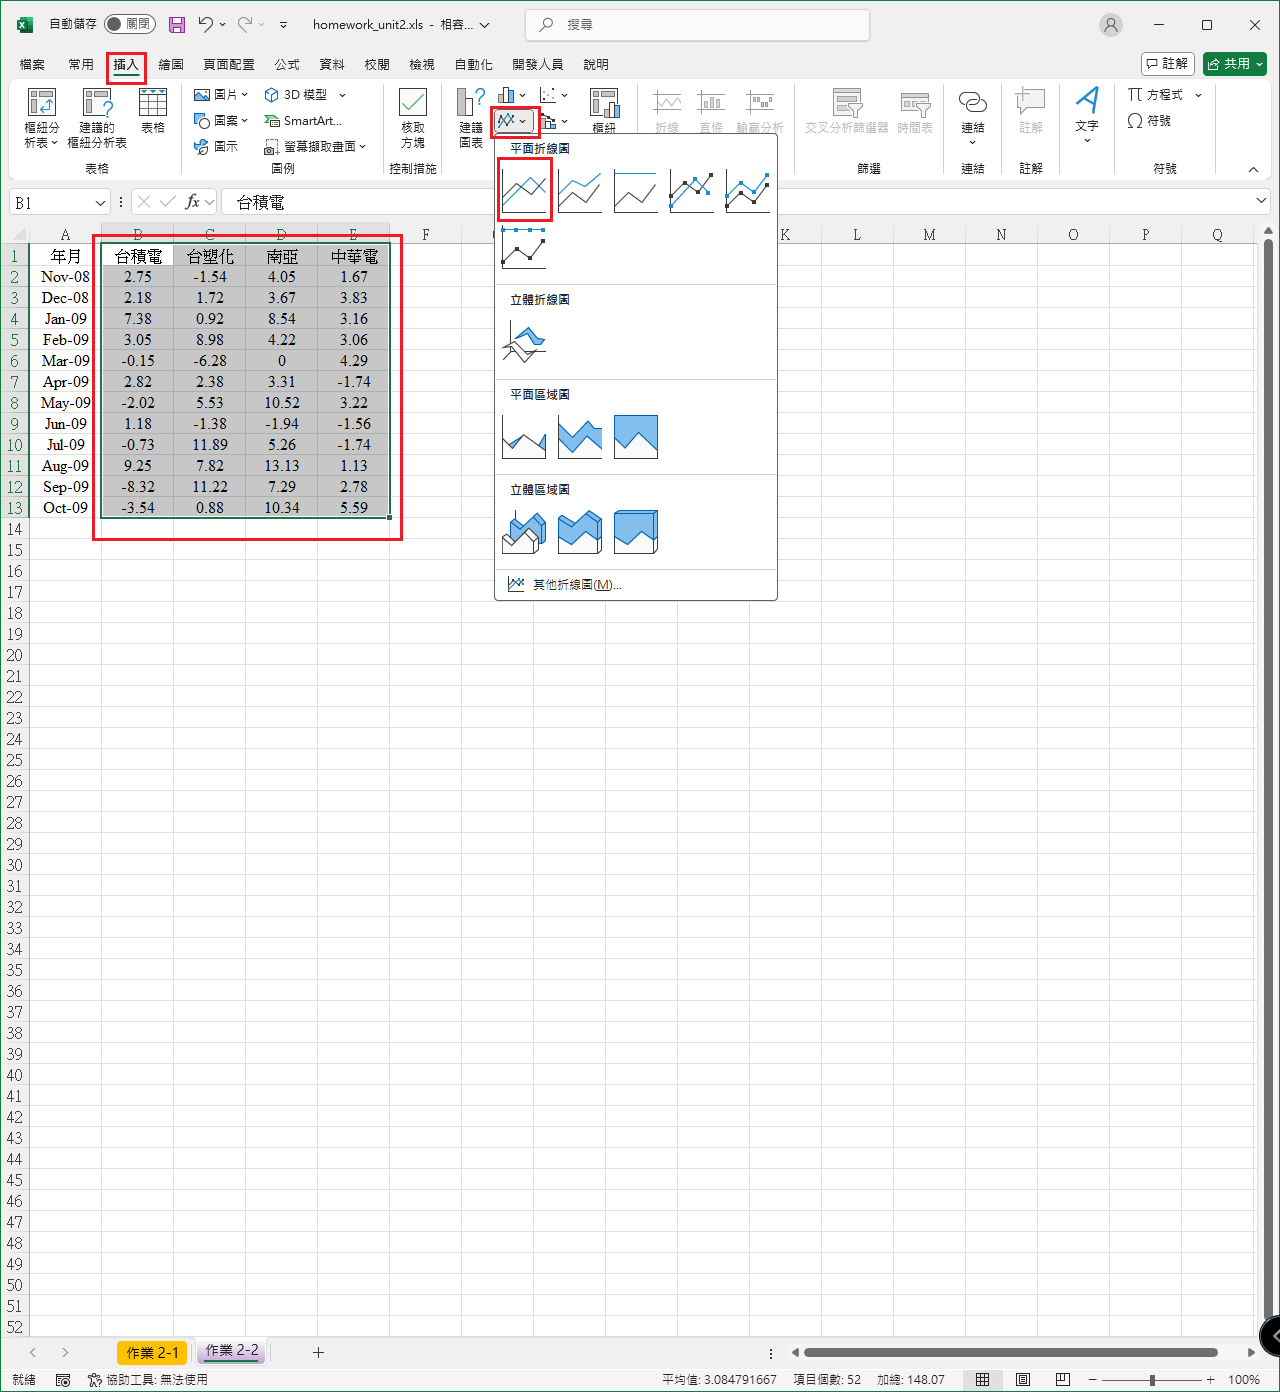 自動儲存 關閉 homework_unit2.xls - 相容... 搜尋
檔案 常用 插入 繪圖 頁面配置 公式 資料 校閱 檢視 自動化 開發人員 說明 註解 共用
樞紐分析表 建議的樞紐分析表 表格
圖片 圖案 圖示 3D 模型 SmartArt... 螢幕擷取畫面
核取方塊 建議圖表 樞紐 折線 直條 輸贏分析 交叉分析篩選器 時間表 連結 註解 文字 方程式 符號
表格 圖例 控制措施 篩選 連結 註解 符號
B1 fx 台積電
平面折線圖
立體折線圖
平面區域圖
立體區域圖
其他折線圖(M)...
A B C D E F K L M N O P Q
1 年月 台積電 台塑化 南亞 中華電
2 Nov-08 2.75 -1.54 4.05 1.67
3 Dec-08 2.18 1.72 3.67 3.83
4 Jan-09 7.38 0.92 8.54 3.16
5 Feb-09 3.05 8.98 4.22 3.06
6 Mar-09 -0.15 -6.28 0 4.29
7 Apr-09 2.82 2.38 3.31 -1.74
8 May-09 -2.02 5.53 10.52 3.22
9 Jun-09 1.18 -1.38 -1.94 -1.56
10 Jul-09 -0.73 11.89 5.26 -1.74
11 Aug-09 9.25 7.82 13.13 1.13
12 Sep-09 -8.32 11.22 7.29 2.78
13 Oct-09 -3.54 0.88 10.34 5.59
14
15
16
17
18
19
20
21
22
23
24
25
26
27
28
29
30
31
32
33
34
35
36
37
38
39
40
41
42
43
44
45
46
47
48
49
50
51
52
作業 2-1 作業 2-2
就緒 協助工具: 無法使用 平均值: 3.084791667 項目個數: 52 加總: 148.07 100%